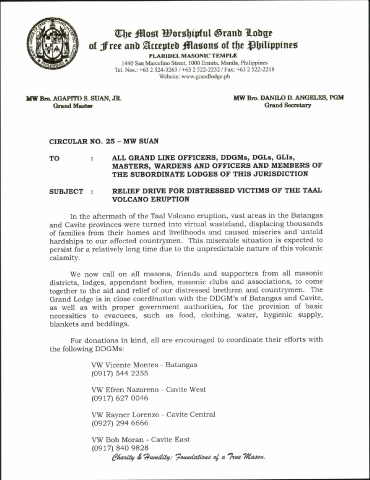 The Most Worshipful Grand Lodge
of Free and Accepted Masons of the Philippines
PLARIDEL MASONIC TEMPLE
1440 San Marcelino Street, 1000 Ermita, Manila, Philippines
Tel. Nos.: +63 2 524-3263 / +63 2 522-2232 / Fax: +63 2 522-2218
Website: www.grandlodge.ph
MW Bro. AGAPITO S. SUAN, JR. MW Bro. DANILO D. ANGELES, PGM
Grand Master Grand Secretary
CIRCULAR NO. 25 – MW SUAN
TO : ALL GRAND LINE OFFICERS, DDGMs, DGLs, GLIs,
MASTERS, WARDENS AND OFFICERS AND MEMBERS OF
THE SUBORDINATE LODGES OF THIS JURISDICTION
SUBJECT : RELIEF DRIVE FOR DISTRESSED VICTIMS OF THE TAAL
VOLCANO ERUPTION
In the aftermath of the Taal Volcano eruption, vast areas in the Batangas
and Cavite provinces were turned into virtual wasteland, displacing thousands
of families from their homes and livelihoods and caused miseries and untold
hardships to our affected countrymen. This miserable situation is expected to
persist for a relatively long time due to the unpredictable nature of this volcanic
calamity.
We now call on all masons, friends and supporters from all masonic
districts, lodges, appendant bodies, masonic clubs and associations, to come
together to the aid and relief of our distressed brethren and countrymen. The
Grand Lodge is in close coordination with the DDGM's of Batangas and Cavite,
as well as with proper government authorities, for the provision of basic
necessities to evacuees, such as food, clothing, water, hygienic supply,
blankets and beddings.
For donations in kind, all are encouraged to coordinate their efforts with
the following DDGMs:
VW Vicente Montes - Batangas
(0917) 544 2255
VW Efren Nazareno - Cavite West
(0917) 627 0046
VW Rayner Lorenzo - Cavite Central
(0927) 294 6666
VW Bob Moran - Cavite East
(0917) 840 9828
Charity & Humility: Foundations of a True Mason.